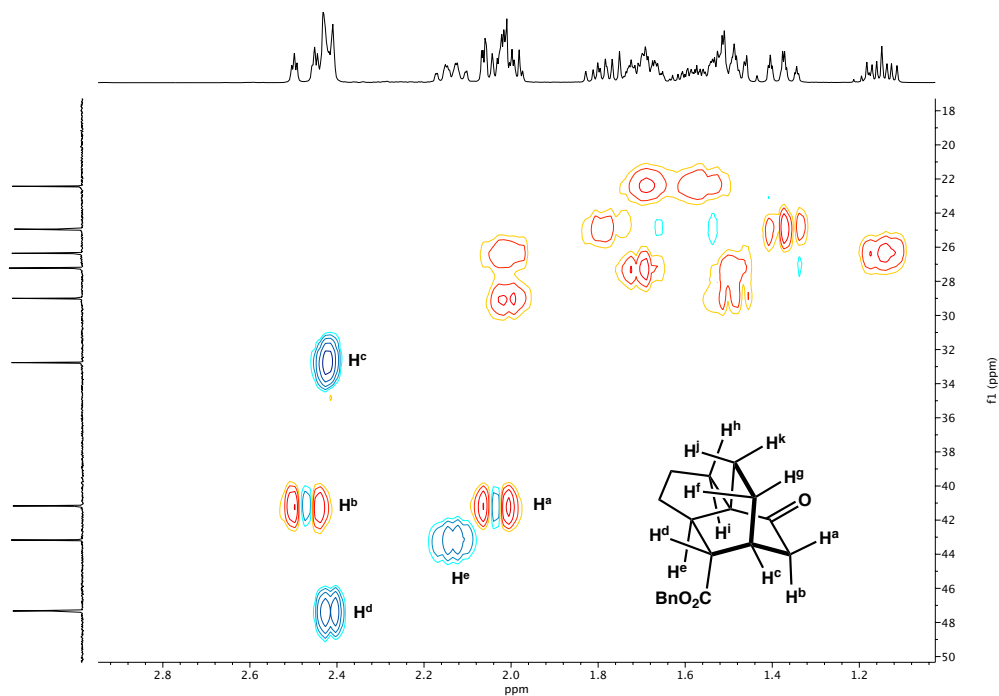 18
20
22
24
26
28
30
32
34
36
38
40
42
44
46
48
50
f1 (ppm)
2.8
2.6
2.4
2.2
2.0
1.8
1.6
1.4
1.2
ppm
Hᶜ
Hᵇ
Hᵃ
Hᵉ
Hᵈ
Hʰ
Hʲ
Hᵏ
Hᵍ
Hᶠ
O
Hⁱ
Hᵈ
Hᵃ
Hᵉ
Hᶜ
Hᵇ
BnO₂C